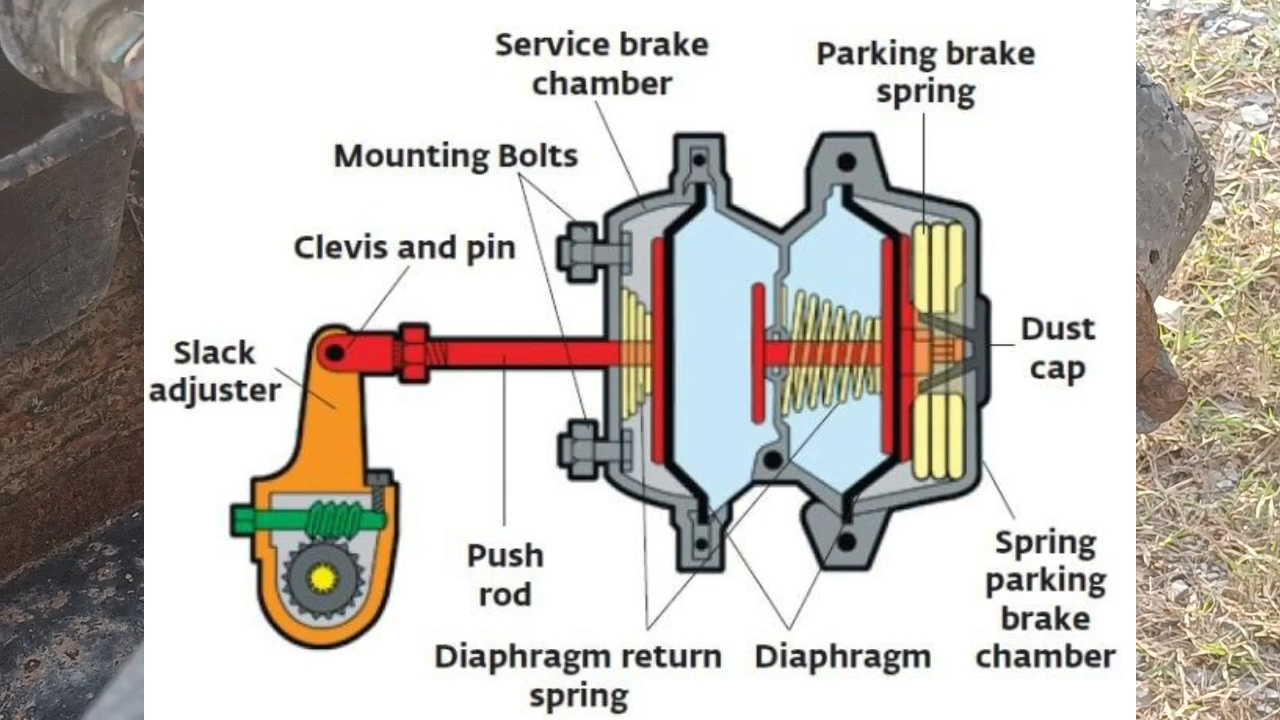 Service brake
chamber
Parking brake
spring
Mounting Bolts
Clevis and pin
Slack
adjuster
Dust
cap
Push
rod
Spring
parking
brake
chamber
Diaphragm return
spring
Diaphragm